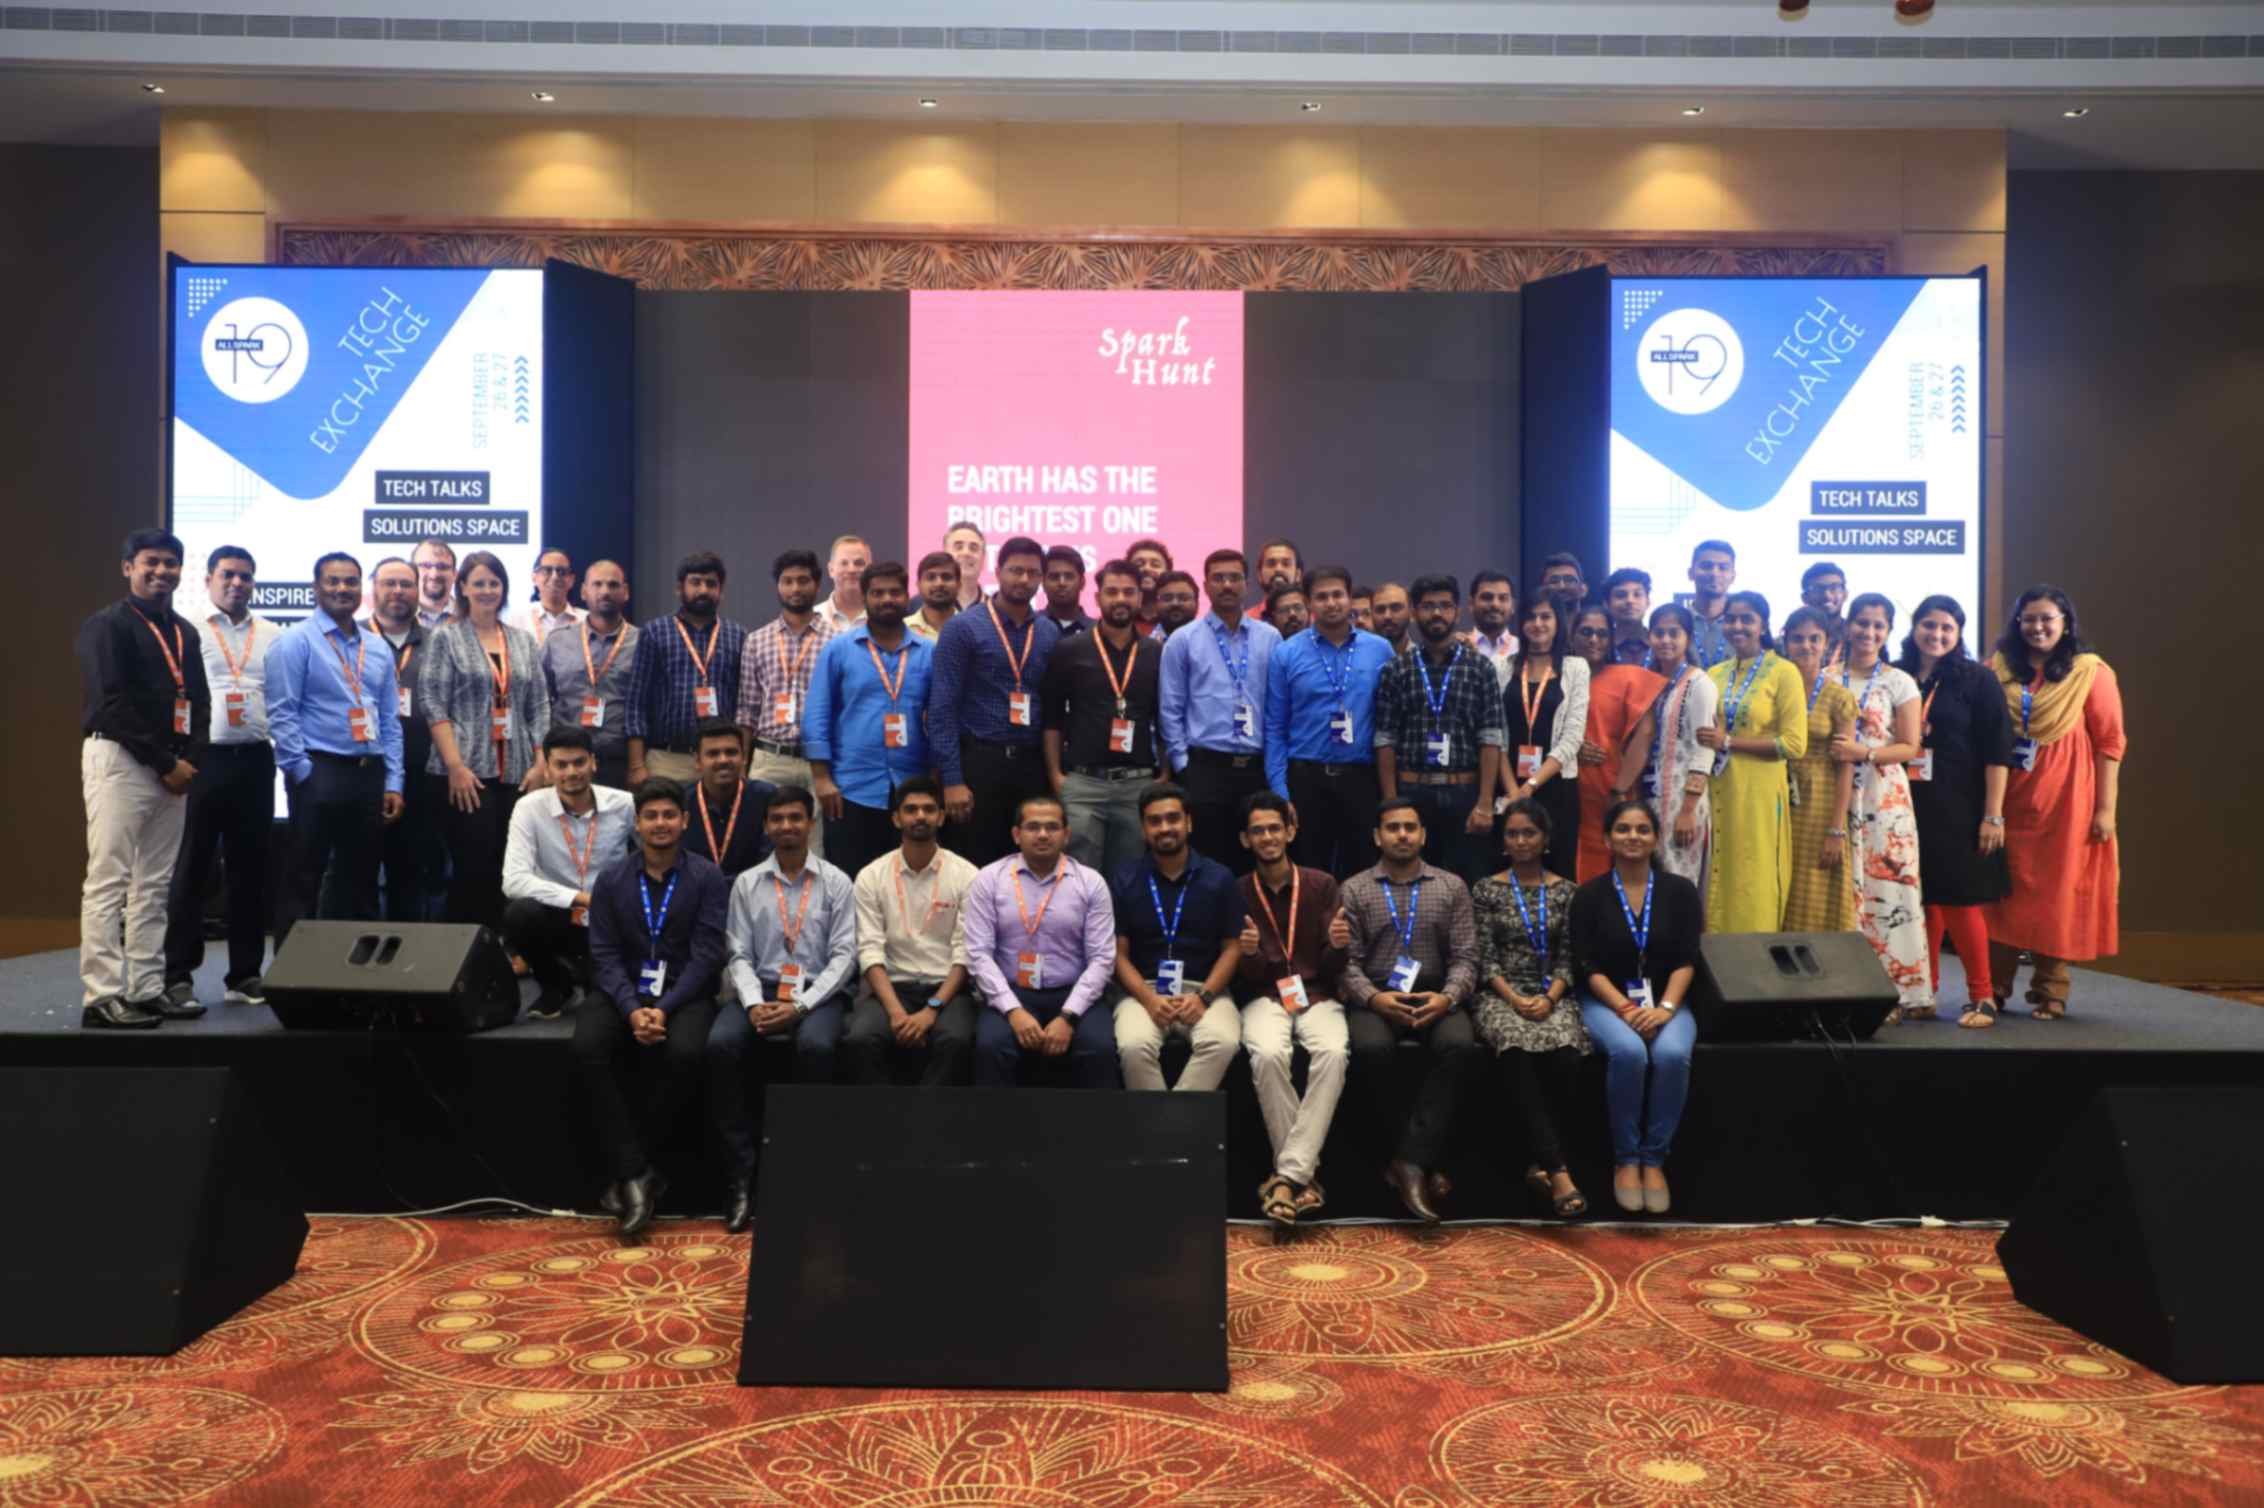 19
ALLSPARK
TECH
EXCHANGE
SEPTEMBER
26 & 27
TECH TALKS
SOLUTIONS SPACE
Spark
Hunt
EARTH HAS THE
BRIGHTEST ONE
19
ALLSPARK
TECH
EXCHANGE
SEPTEMBER
26 & 27
TECH TALKS
SOLUTIONS SPACE